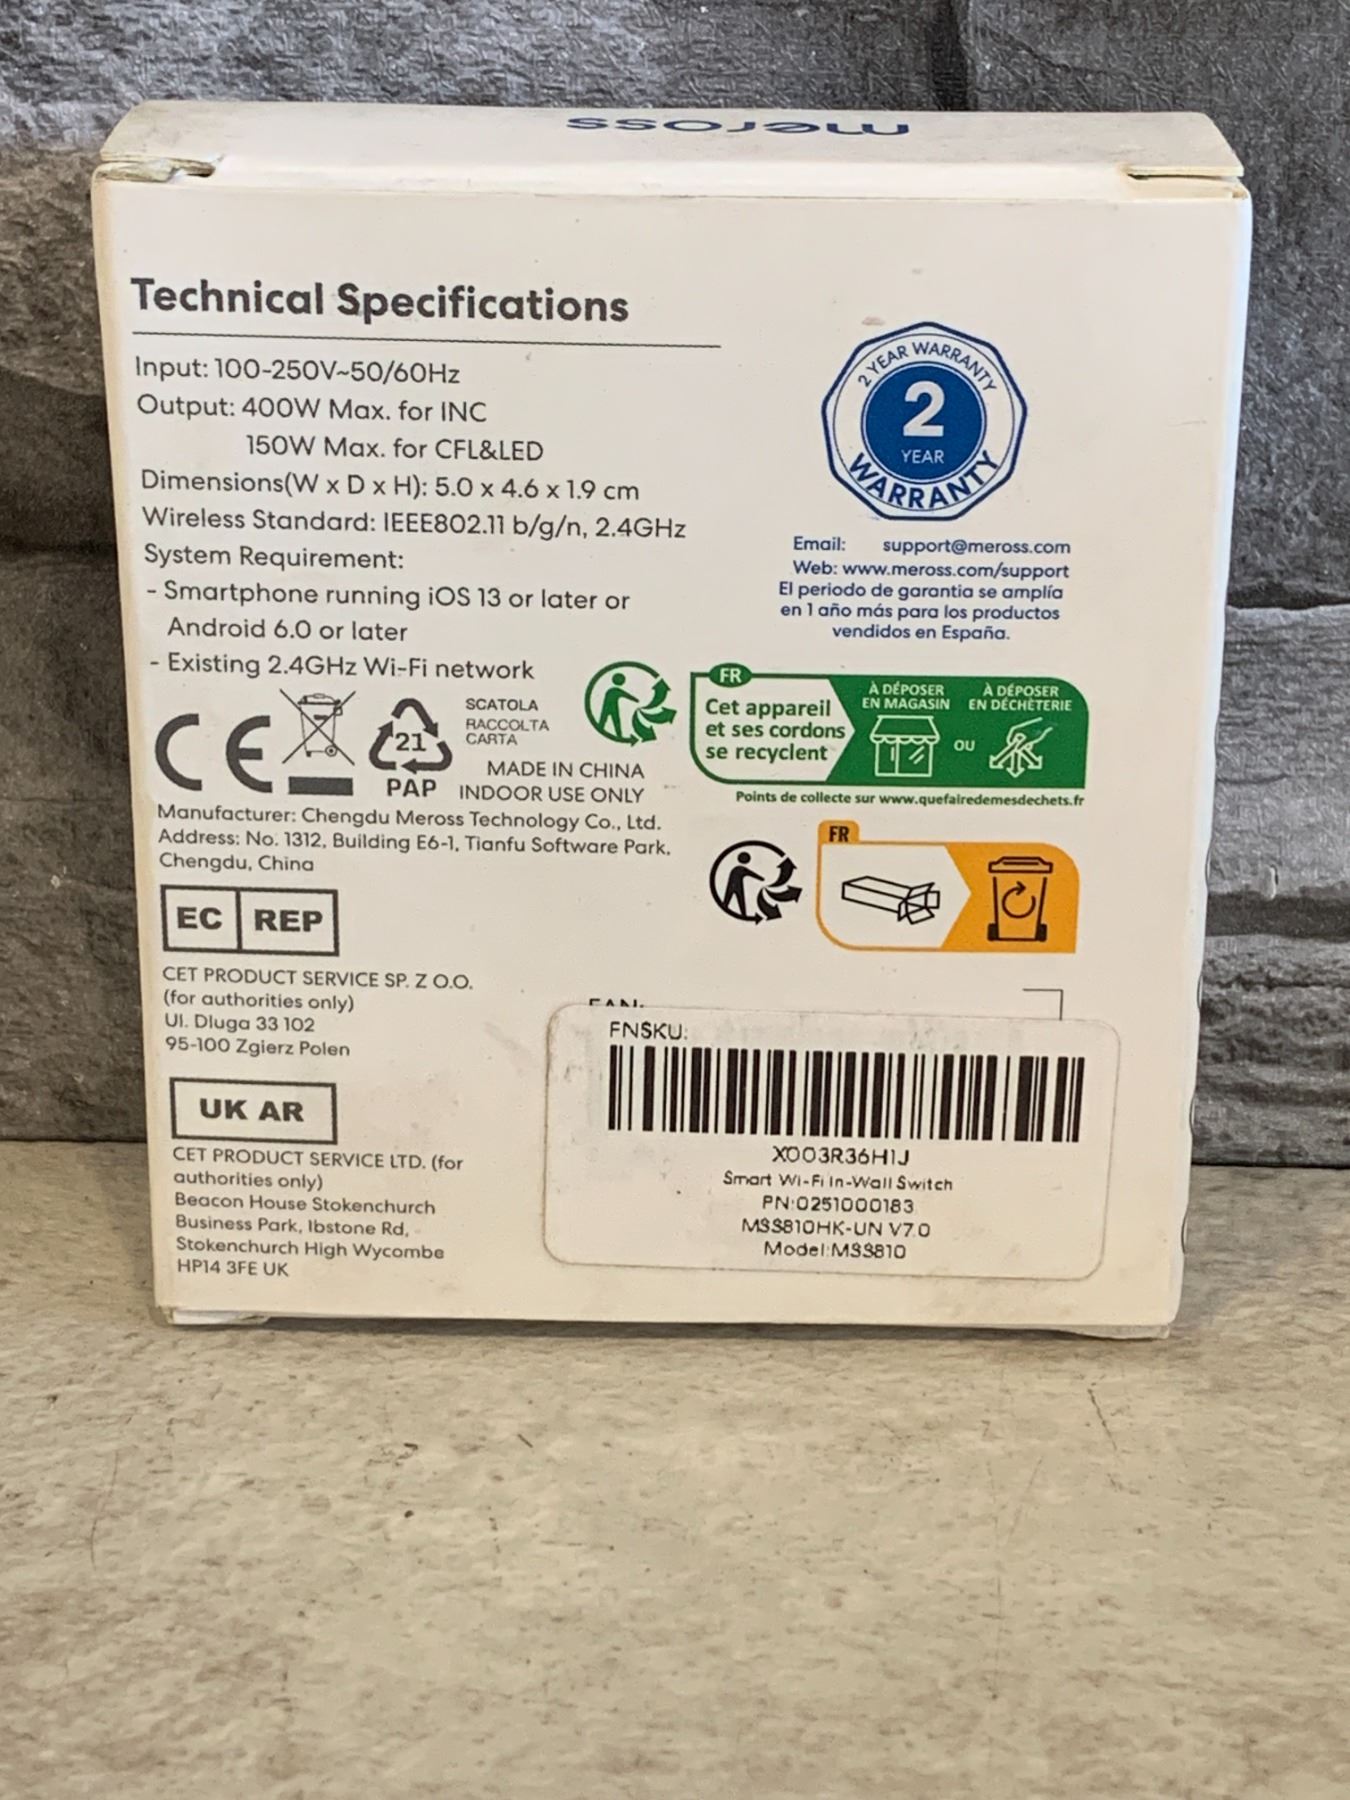 meross
Technical Specifications
Input: 100-250V~50/60Hz
Output: 400W Max. for INC
150W Max. for CFL&LED
Dimensions(W x D x H): 5.0 x 4.6 x 1.9 cm
Wireless Standard: IEEE802.11 b/g/n, 2.4GHz
System Requirement:
- Smartphone running iOS 13 or later or
Android 6.0 or later
- Existing 2.4GHz Wi-Fi network
2 YEAR WARRANTY
2
YEAR
WARRANTY
Email: support@meross.com
Web: www.meross.com/support
El periodo de garantia se amplía
en 1 año más para los productos
vendidos en España.
CE
21
PAP
SCATOLA
RACCOLTA
CARTA
MADE IN CHINA
INDOOR USE ONLY
FR
Cet appareil
et ses cordons
se recyclent
À DÉPOSER
EN MAGASIN
OU
À DÉPOSER
EN DÉCHÈTERIE
Points de collecte sur www.quefairedemesdechets.fr
FR
Manufacturer: Chengdu Meross Technology Co., Ltd.
Address: No. 1312, Building E6-1, Tianfu Software Park,
Chengdu, China
EC REP
CET PRODUCT SERVICE SP. Z O.O.
(for authorities only)
Ul. Dluga 33 102
95-100 Zgierz Polen
UK AR
CET PRODUCT SERVICE LTD. (for
authorities only)
Beacon House Stokenchurch
Business Park, Ibstone Rd,
Stokenchurch High Wycombe
HP14 3FE UK
EAN:
FNSKU:
X003R36H1J
Smart Wi-Fi In-Wall Switch
PN:0251000183
MSS810HK-UN V7.0
Model:MSS810